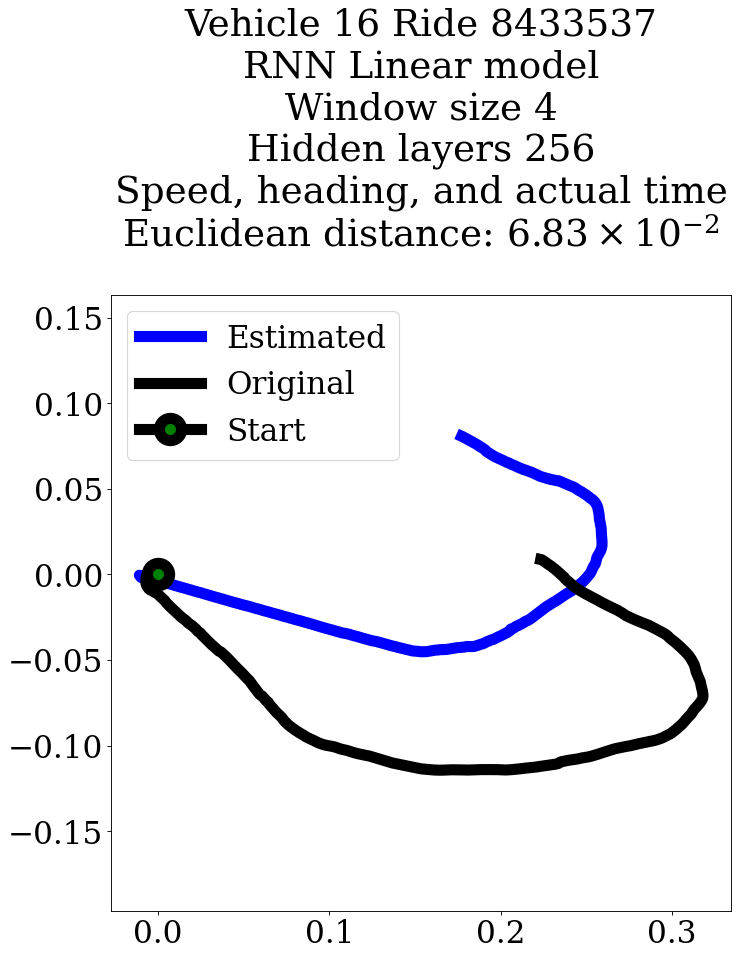 Vehicle 16 Ride 8433537
RNN Linear model
Window size 4
Hidden layers 256
Speed, heading, and actual time
Euclidean distance: 6.83 × 10⁻²
Estimated
Original
Start
0.15
0.10
0.05
0.00
−0.05
−0.10
−0.15
0.0 0.1 0.2 0.3